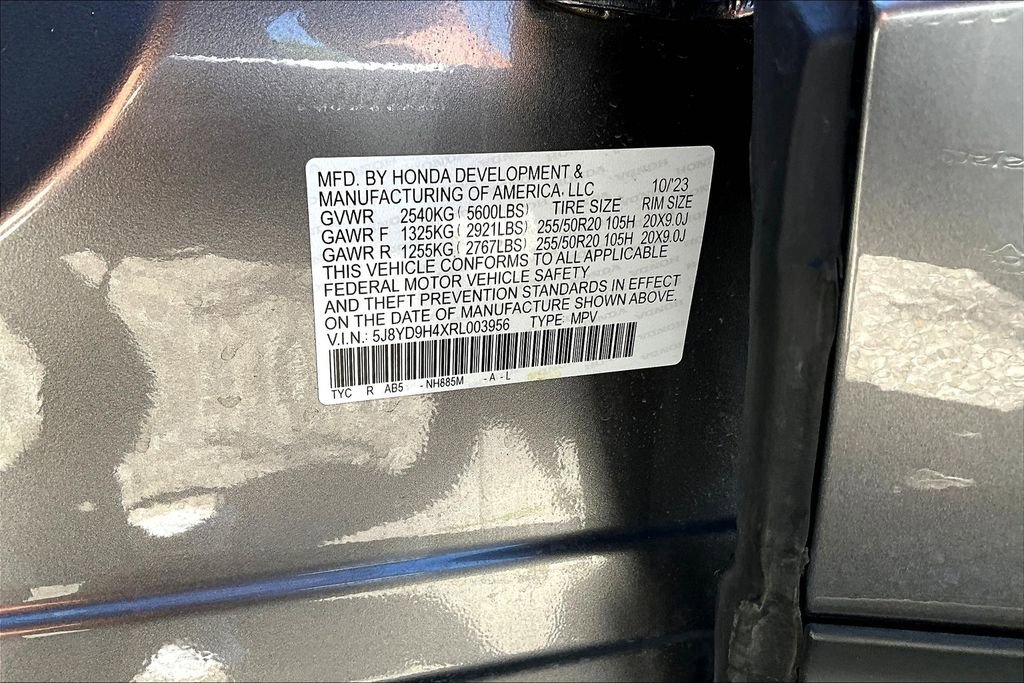 MFD. BY HONDA DEVELOPMENT &
MANUFACTURING OF AMERICA, LLC 10/'23
GVWR 2540KG ( 5600LBS) TIRE SIZE RIM SIZE
GAWR F 1325KG ( 2921LBS) 255/50R20 105H 20X9.0J
GAWR R 1255KG ( 2767LBS) 255/50R20 105H 20X9.0J
THIS VEHICLE CONFORMS TO ALL APPLICABLE
FEDERAL MOTOR VEHICLE SAFETY
AND THEFT PREVENTION STANDARDS IN EFFECT
ON THE DATE OF MANUFACTURE SHOWN ABOVE.
V.I.N.: 5J8YD9H4XRL003956 TYPE: MPV
TYC R AB5 - NH885M - A - L